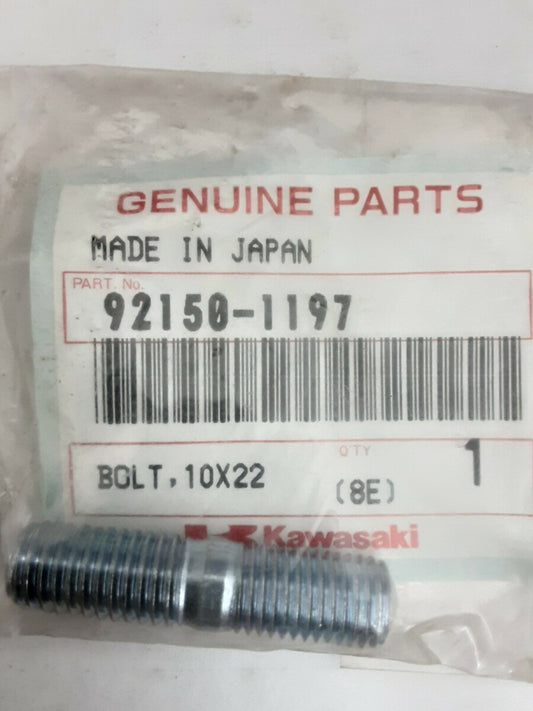 GENUINE PARTS
MADE IN JAPAN
PART. No.
92150-1197
QTY
BOLT,10X22
(8E)
1
Kawasaki